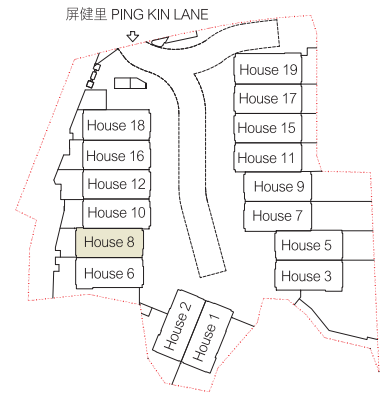 屏健里 PING KIN LANE
House 19
House 17
House 18
House 15
House 16
House 11
House 12
House 9
House 10
House 7
House 8
House 5
House 6
House 3
House 2
House 1